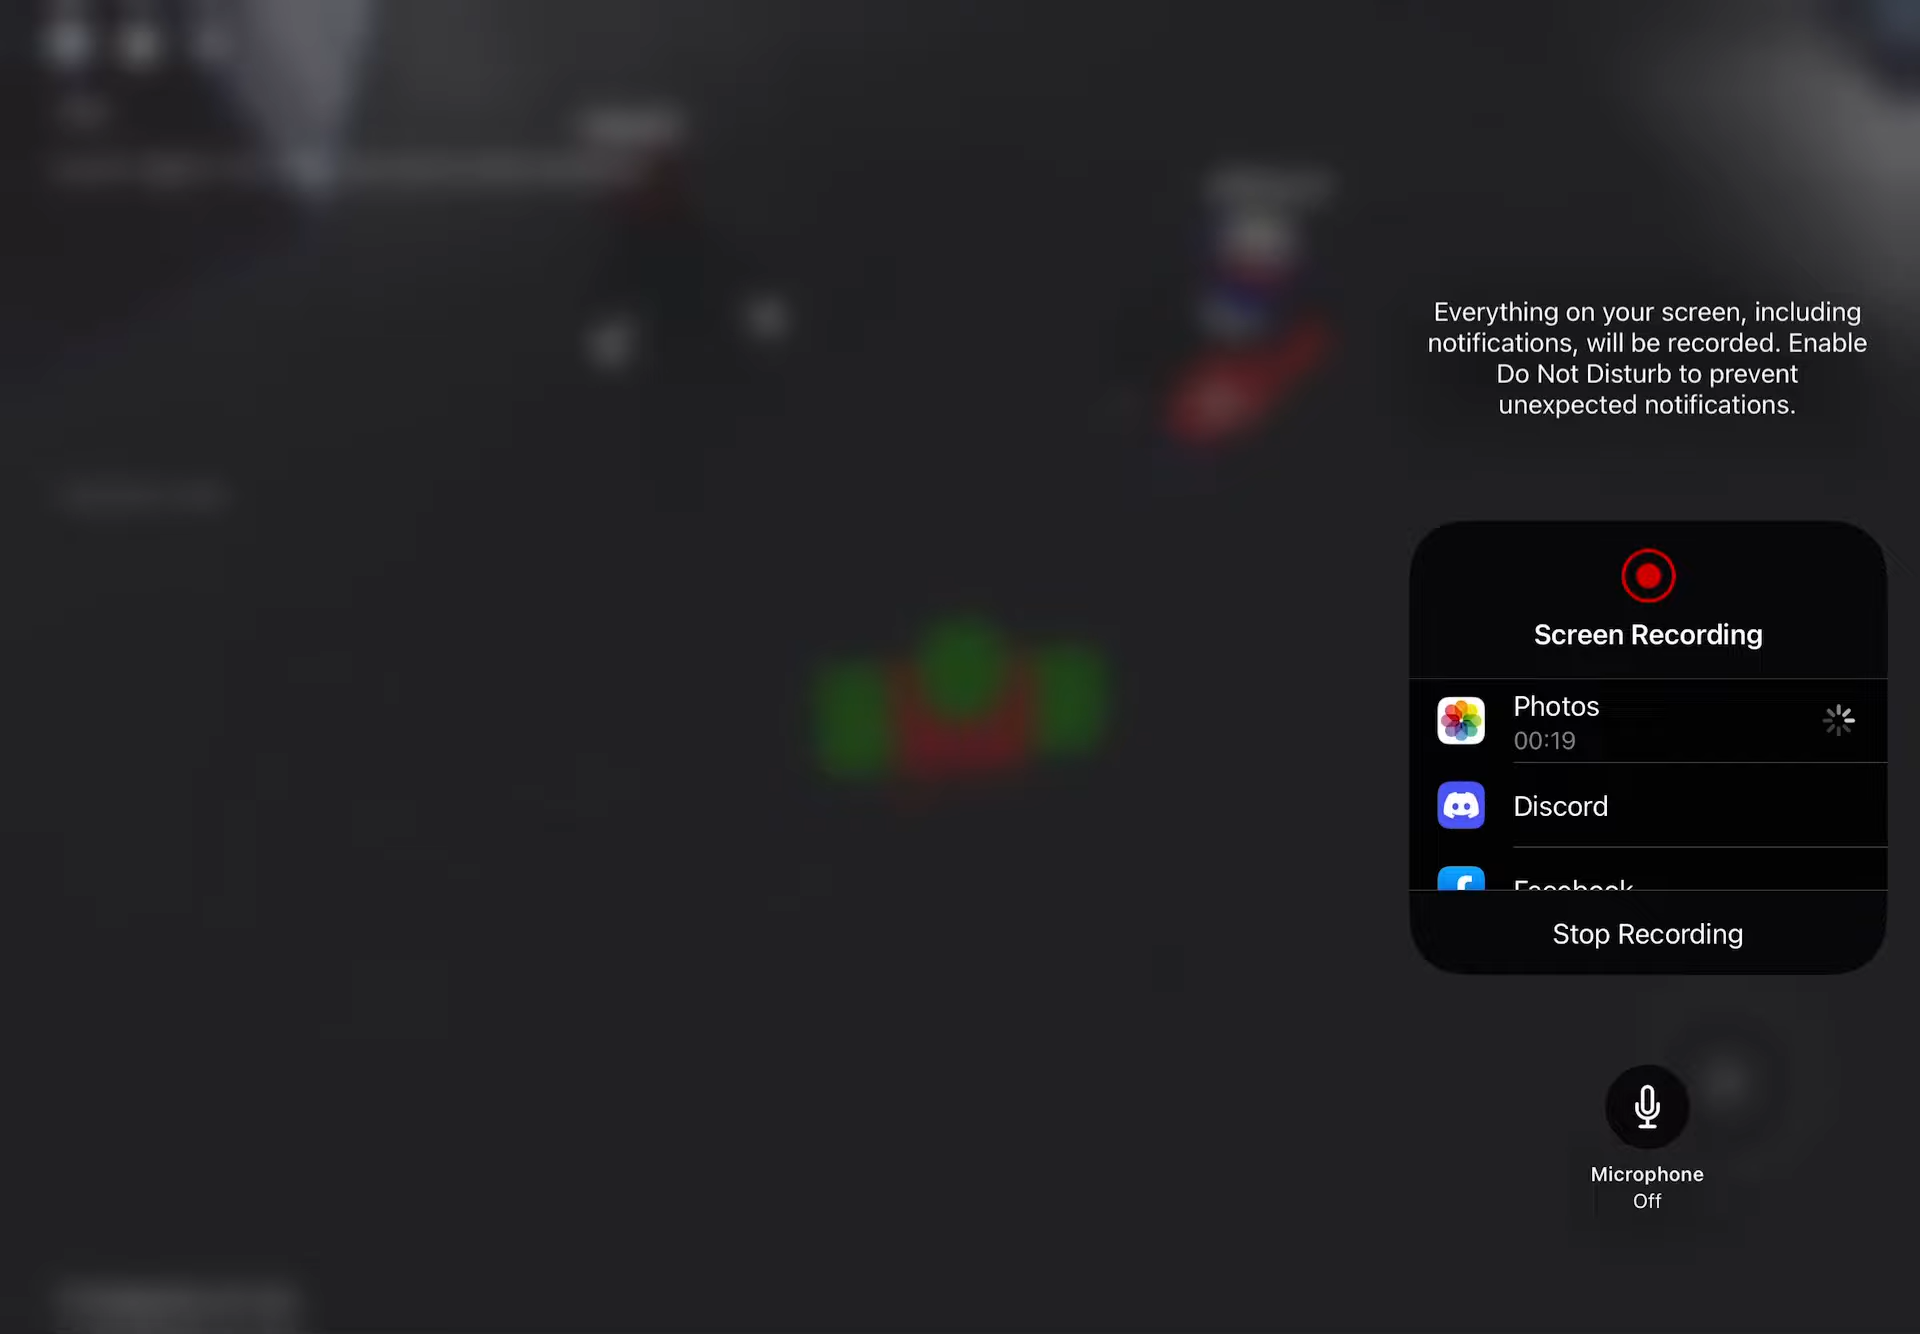 Everything on your screen, including
notifications, will be recorded. Enable
Do Not Disturb to prevent
unexpected notifications.
Screen Recording
Photos
00:19
Discord
Facebook
Stop Recording
Microphone
Off